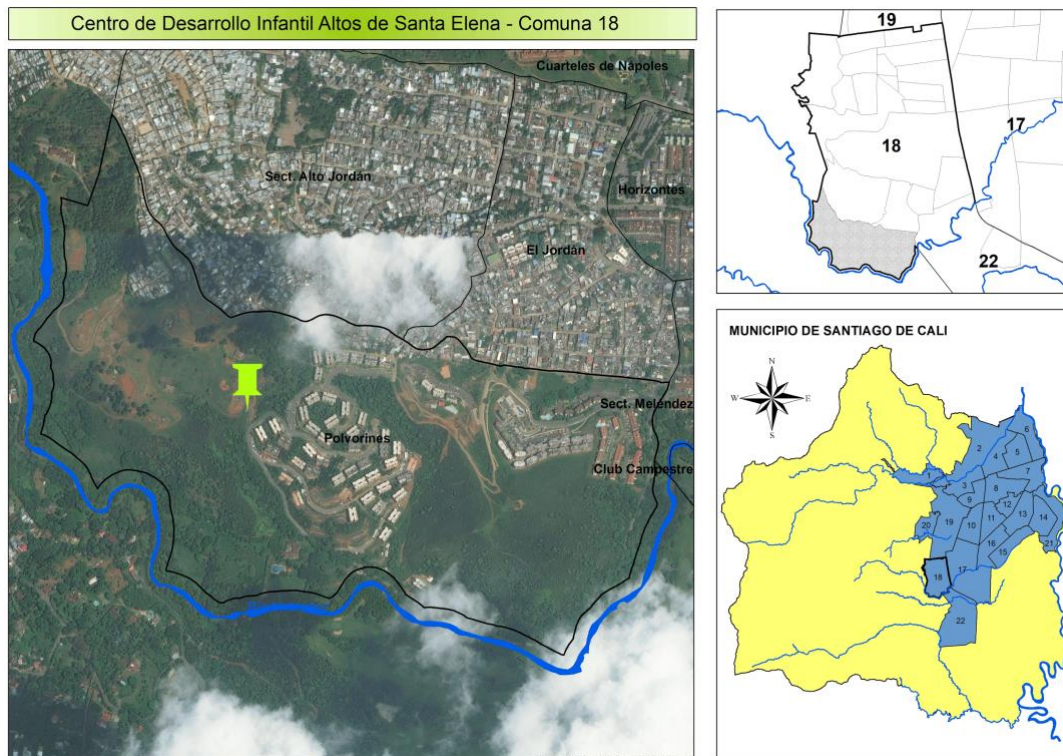 Centro de Desarrollo Infantil Altos de Santa Elena - Comuna 18
Cuarteles de Nápoles
Sect. Alto Jordán
Horizontes
El Jordán
Sect. Meléndez
Polvorines
Club Campestre
19
17
18
22
MUNICIPIO DE SANTIAGO DE CALI
N
W
E
S
6
2
5
4
7
1
3
8
9
12
13
14
20
19
10
11
21
16
15
17
18
22